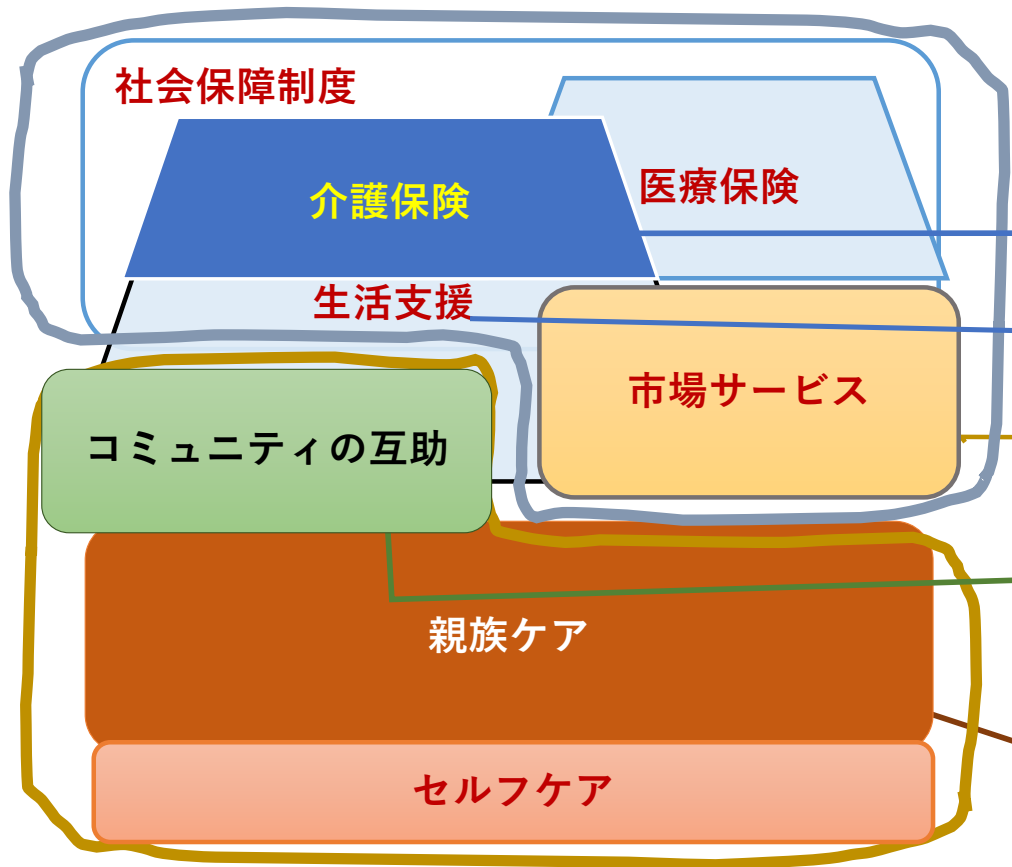 社会保障制度
医療保険
介護保険
生活支援
市場サービス
コミュニティの互助
親族ケア
セルフケア